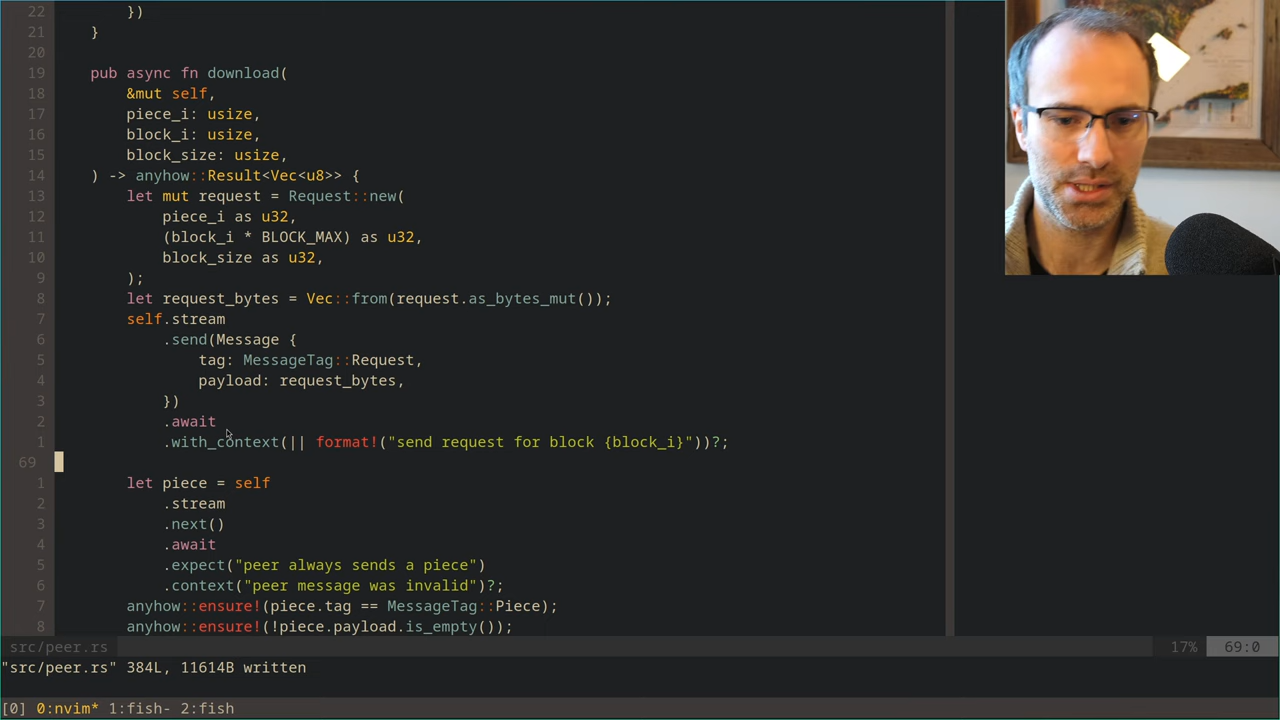 22 })
21 }
20
19 pub async fn download(
18 &mut self,
17 piece_i: usize,
16 block_i: usize,
15 block_size: usize,
14 ) -> anyhow::Result<Vec<u8>> {
13 let mut request = Request::new(
12 piece_i as u32,
11 (block_i * BLOCK_MAX) as u32,
10 block_size as u32,
9 );
8 let request_bytes = Vec::from(request.as_bytes_mut());
7 self.stream
6 .send(Message {
5 tag: MessageTag::Request,
4 payload: request_bytes,
3 })
2 .await
1 .with_context(|| format!("send request for block {block_i}"))?;
69
1 let piece = self
2 .stream
3 .next()
4 .await
5 .expect("peer always sends a piece")
6 .context("peer message was invalid")?;
7 anyhow::ensure!(piece.tag == MessageTag::Piece);
8 anyhow::ensure!(!piece.payload.is_empty());
src/peer.rs 17% 69:0
"src/peer.rs" 384L, 11614B written
[0] 0:nvim* 1:fish- 2:fish